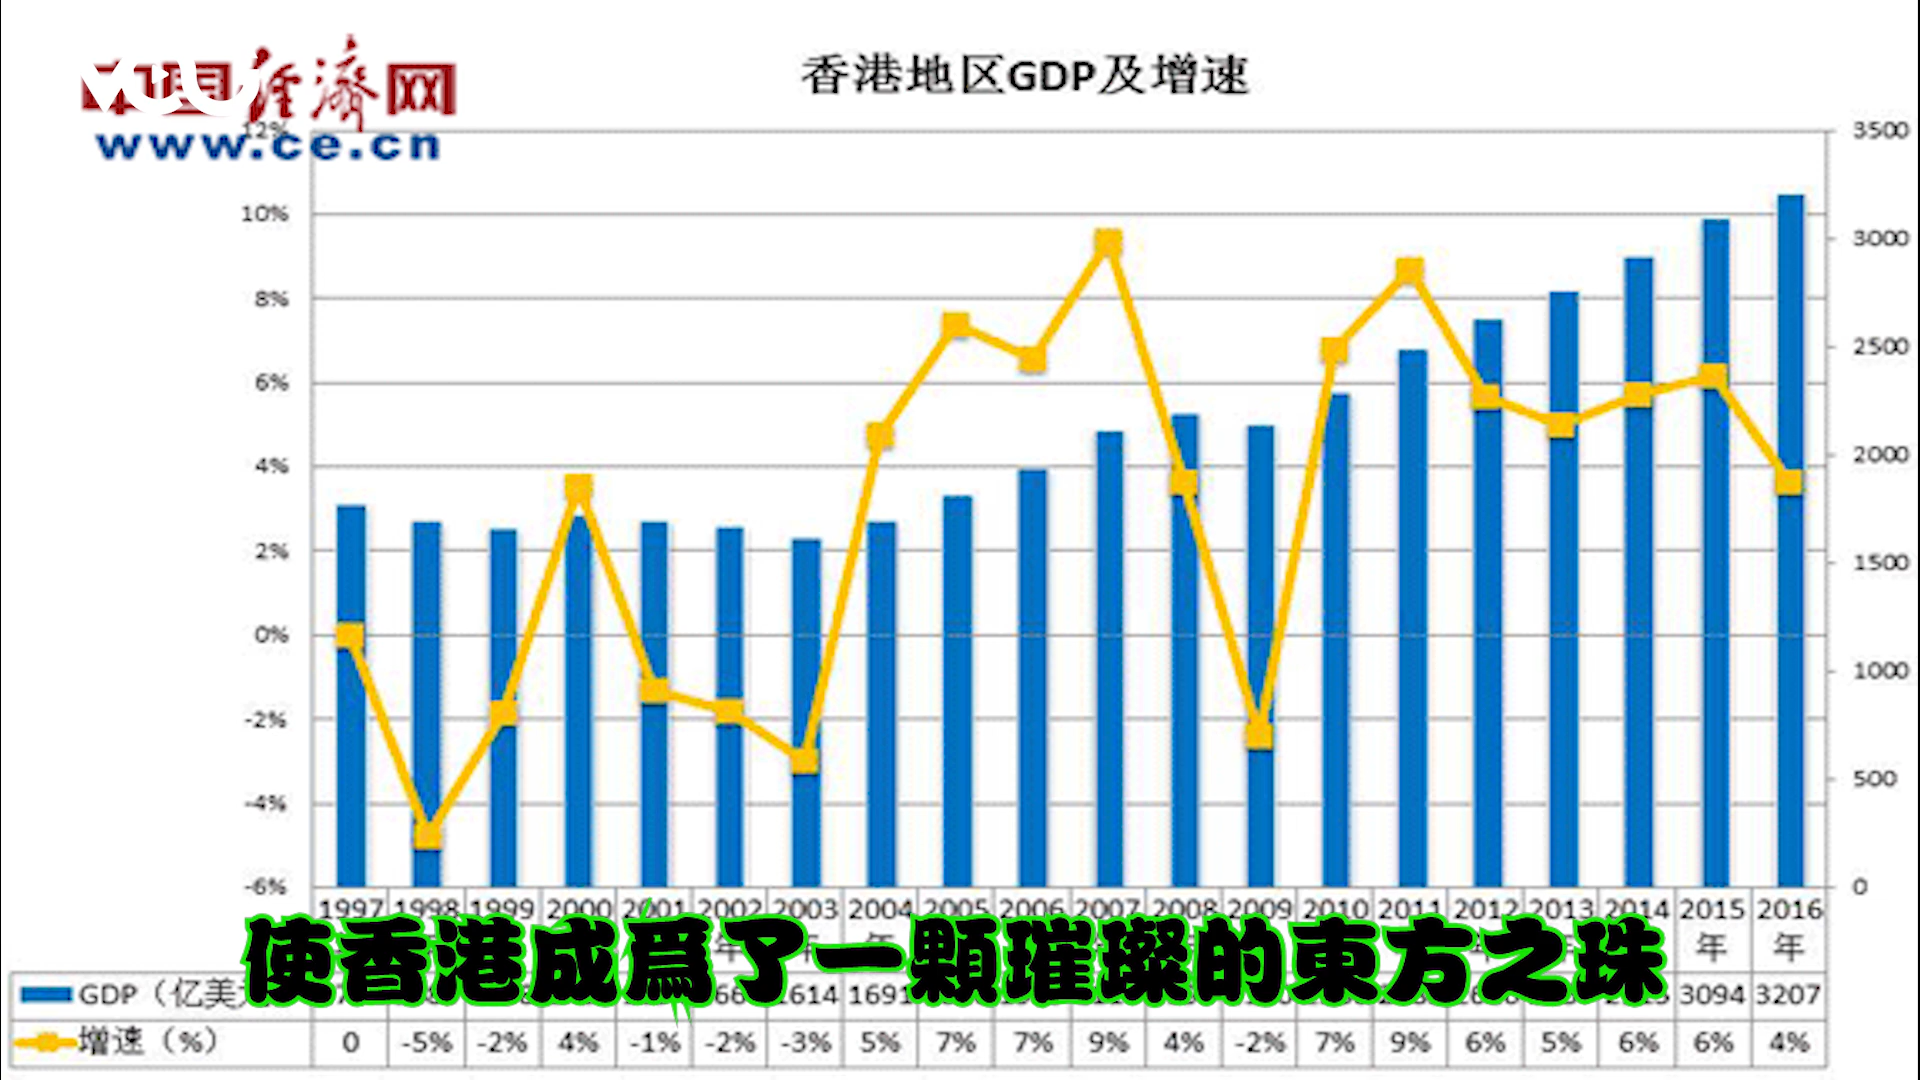 香港地区GDP及增速
中国经济网
www.ce.cn
12%
10%
8%
6%
4%
2%
0%
-2%
-4%
-6%
3500
3000
2500
2000
1500
1000
500
0
1997 1998 1999 2000 2001 2002 2003 2004 2005 2006 2007 2008 2009 2010 2011 2012 2013 2014 2015 2016
年 年
使香港成爲了一顆璀璨的東方之珠
GDP（亿美 1614 1691 3094 3207
增速（%） 0 -5% -2% 4% -1% -2% -3% 5% 7% 7% 9% 4% -2% 7% 9% 6% 5% 6% 6% 4%